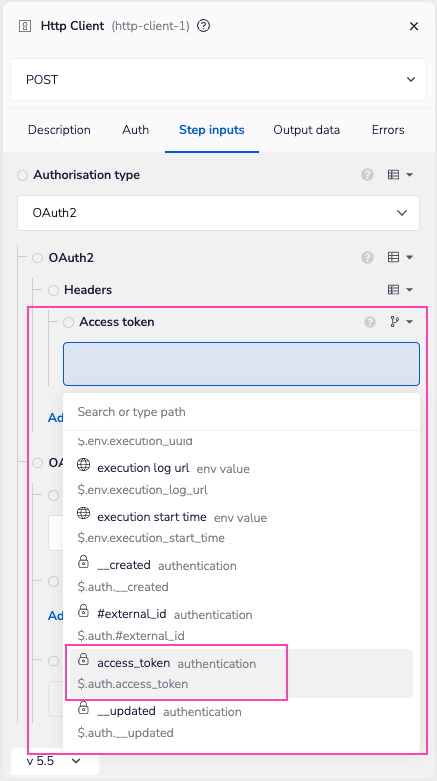 Http Client (http-client-1) ?
POST
Description Auth Step inputs Output data Errors
Authorisation type ?
OAuth2
OAuth2 ?
Headers
Access token ?
Search or type path
$.env.execution_uuid
Ad
execution log url env value
$.env.execution_log_url
OA
execution start time env value
$.env.execution_start_time
__created authentication
$.auth.__created
#external_id authentication
Ad
$.auth.#external_id
access_token authentication
$.auth.access_token
__updated authentication
$.auth.__updated
v 5.5